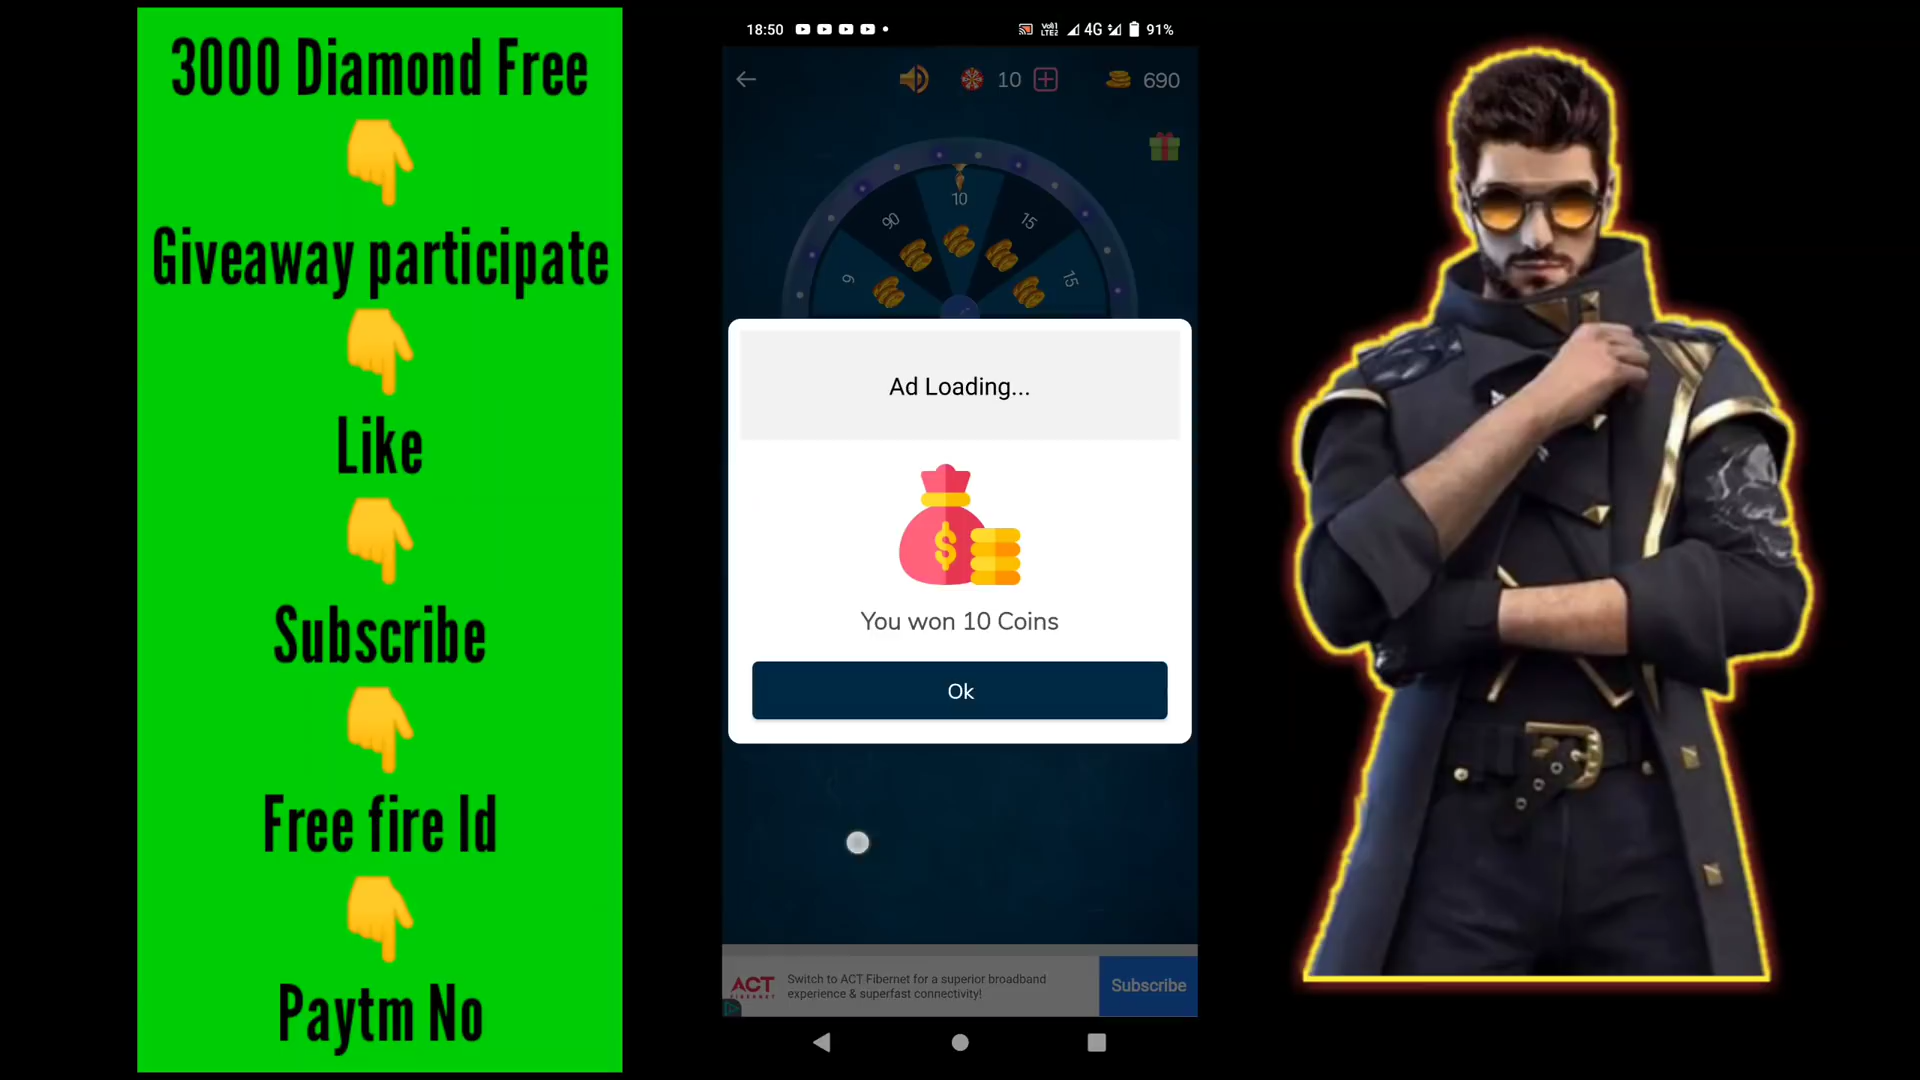 3000 Diamond Free
Giveaway participate
Like
Subscribe
Free fire Id
Paytm No
18:50
4G
91%
10
690
6
90
10
15
15
Ad Loading...
$
You won 10 Coins
Ok
ACT
Switch to ACT Fibernet for a superior broadband
experience & superfast connectivity!
Subscribe